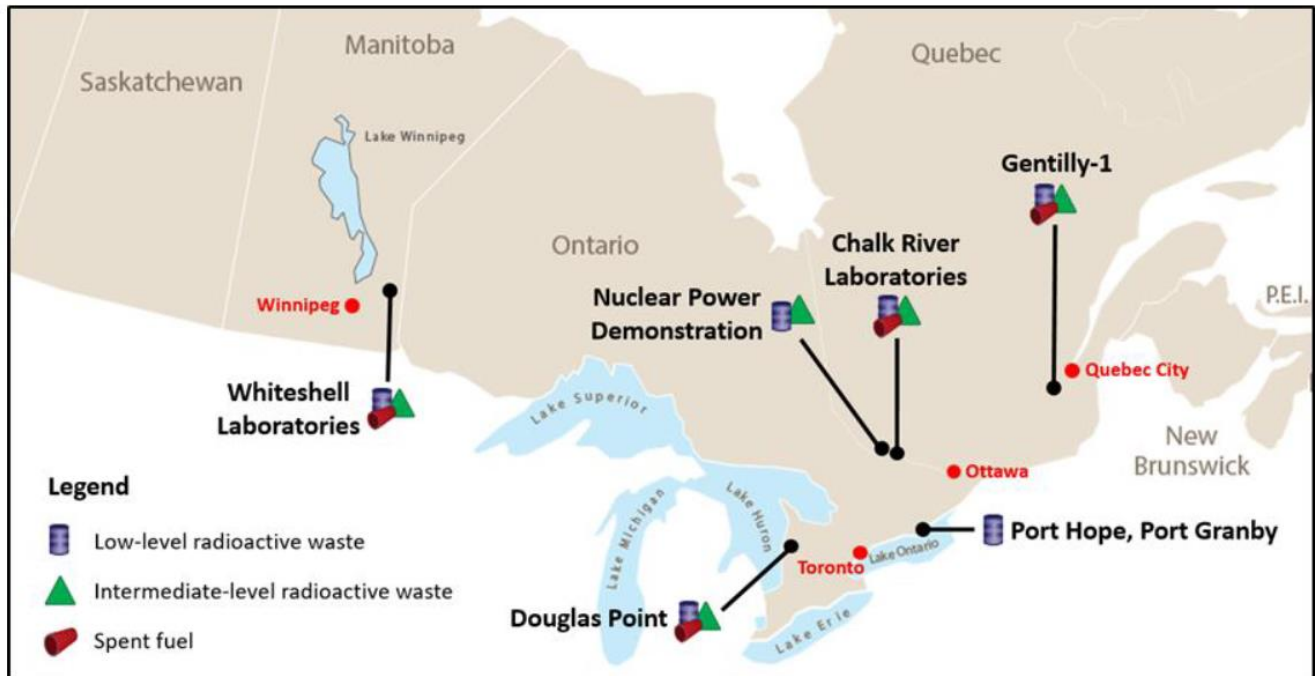 Manitoba
Quebec
Saskatchewan
Lake Winnipeg
Gentilly-1
Chalk River
Laboratories
Ontario
Nuclear Power
Demonstration
Winnipeg
P.E.I.
Quebec City
Whiteshell
Laboratories
Lake Superior
New
Brunswick
Ottawa
Legend
Low-level radioactive waste
Intermediate-level radioactive waste
Spent fuel
Lake Michigan
Lake Huron
Port Hope, Port Granby
Toronto
Lake Ontario
Douglas Point
Lake Erie